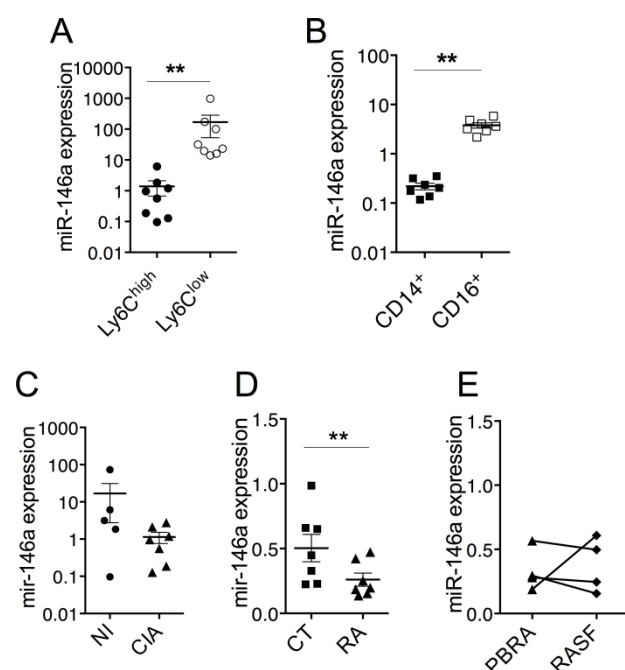 A
miR-146a expression
10000
1000
100
10
1
0.1
0.01
**
Ly6Chigh
Ly6Clow
B
miR-146a expression
100
10
1
0.1
0.01
**
CD14+
CD16+
C
mir-146a expression
1000
100
10
1
0.1
0.01
NI
CIA
D
mir-146a expression
1.5
1.0
0.5
0.0
**
CT
RA
E
miR-146a expression
1.5
1.0
0.5
0.0
PBRA
RASF